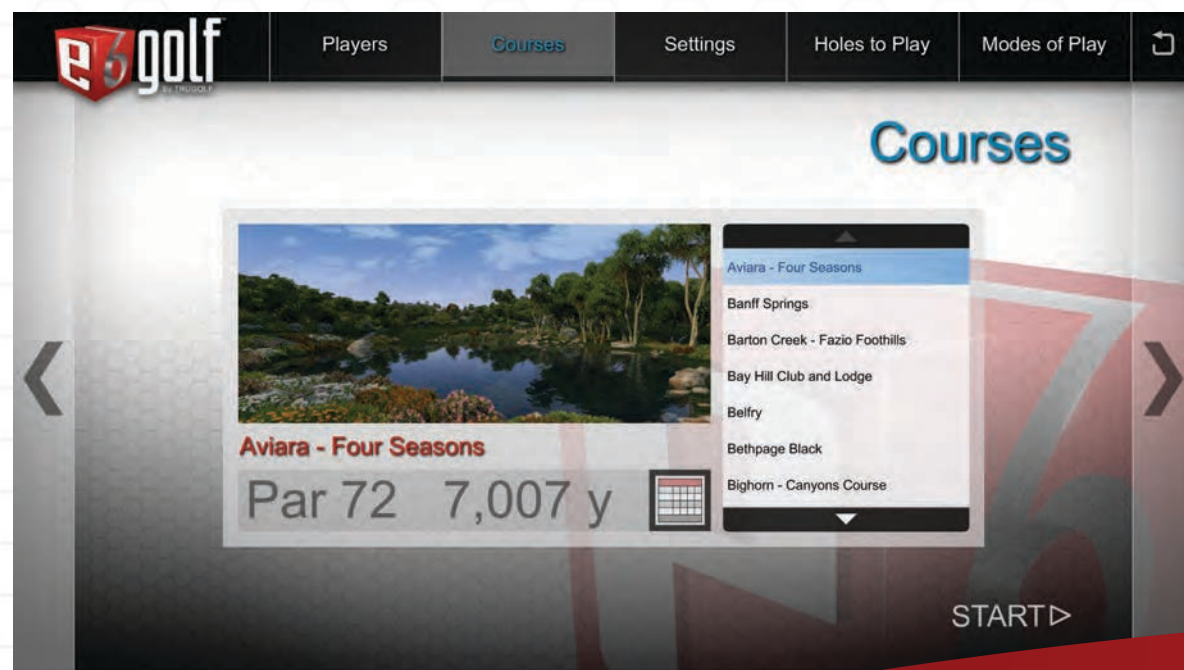 e6golf
BY TRUGOLF
Players
Courses
Settings
Holes to Play
Modes of Play
Courses
Aviara - Four Seasons
Par 72 7,007 y
Aviara - Four Seasons
Banff Springs
Barton Creek - Fazio Foothills
Bay Hill Club and Lodge
Belfry
Bethpage Black
Bighorn - Canyons Course
START